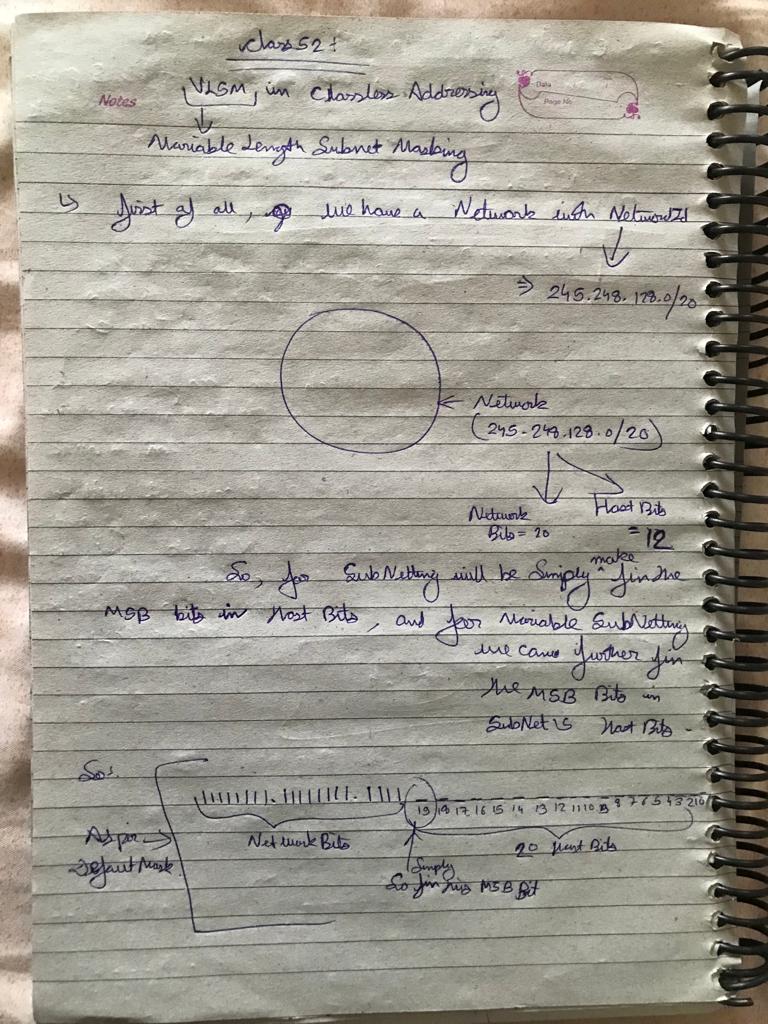 class 52:
Notes
VLSM, in Classless Addressing
Date
Page No
Variable Length Subnet Masking
↳ first of all, we have a Network with NetworkId
⇒ 245.248.128.0/20
← Network
(245.248.128.0/20)
Network Bits = 20
Host Bits = 12
So, for SubNetting will be Simply make fin the
MSB bits in Host Bits, and for Variable SubNetting
we can further fin
the MSB Bits in
SubNet's Host Bits.
So:
19 18 17 16 15 14 13 12 11 10 9 8 7 6 5 4 3 2 1 0
As per → Default Mask
Network Bits
20 Host Bits
Simply
So fin this MSB Bit